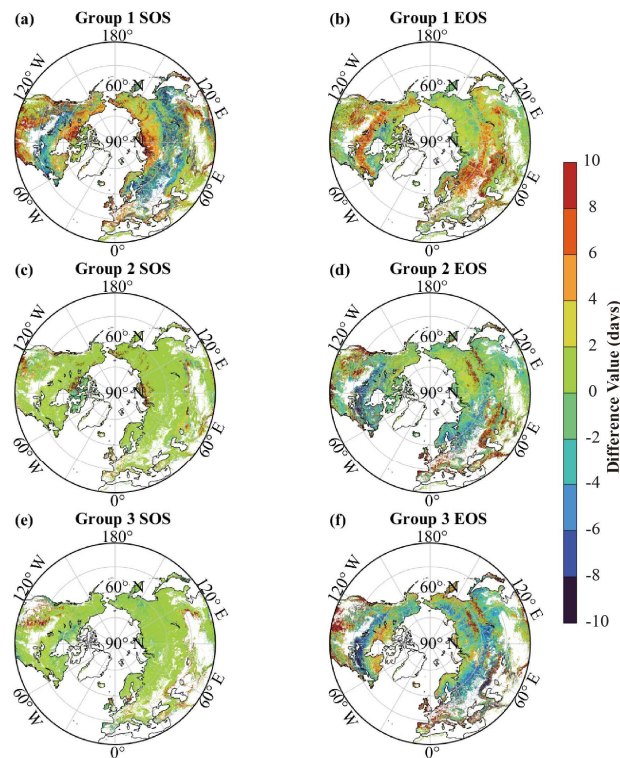 (a) Group 1 SOS
180°
120° W
60° N
120° E
90° N
60° W
60° E
0°
(b) Group 1 EOS
180°
120° W
60° N
120° E
90° N
60° W
60° E
0°
(c) Group 2 SOS
180°
120° W
60° N
120° E
90° N
60° W
60° E
0°
(d) Group 2 EOS
180°
120° W
60° N
120° E
90° N
60° W
60° E
0°
(e) Group 3 SOS
180°
120° W
60° N
120° E
90° N
60° W
60° E
0°
(f) Group 3 EOS
180°
120° W
60° N
120° E
90° N
60° W
60° E
0°
10
8
6
4
2
0
-2
-4
-6
-8
-10
Difference Value (days)